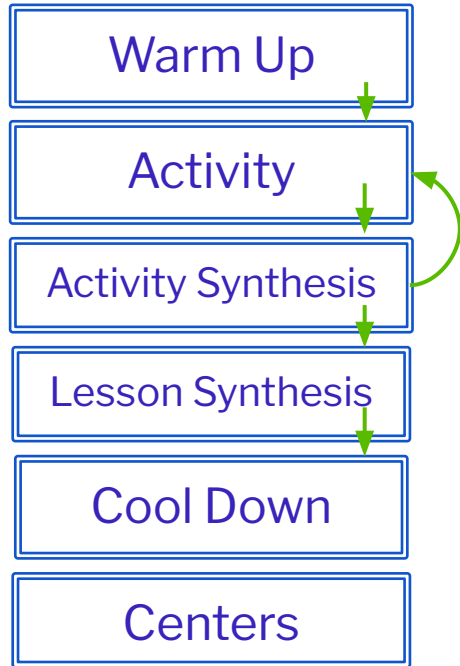 Warm Up
Activity
Activity Synthesis
Lesson Synthesis
Cool Down
Centers